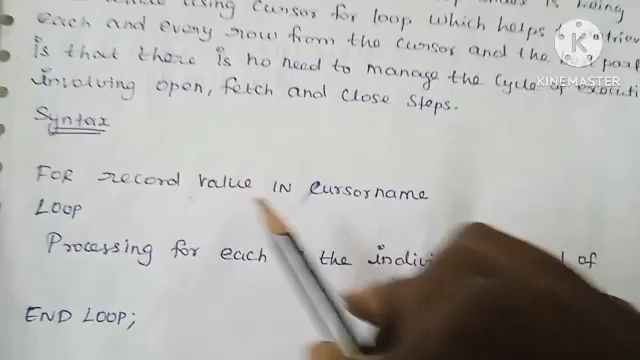 using cursor for loop which helps
each and every row from the cursor and the
is that there is no need to manage the cycle of
involving open, fetch and close steps.
Syntax
FOR record value IN cursorname
LOOP
Processing for each the of
END LOOP;
KINEMASTER